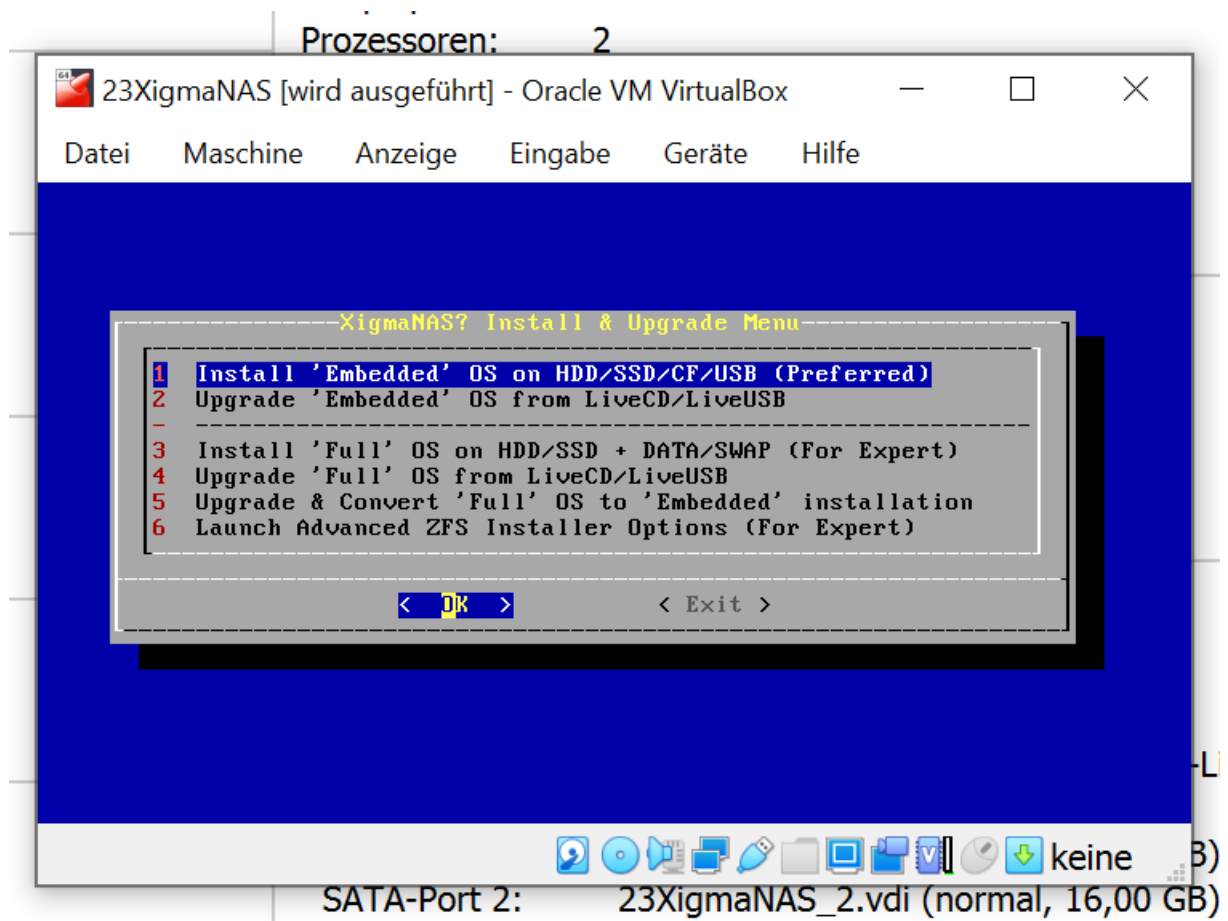 Prozessoren: 2
64
23XigmaNAS [wird ausgeführt] - Oracle VM VirtualBox
Datei Maschine Anzeige Eingabe Geräte Hilfe
XigmaNAS? Install & Upgrade Menu
1 Install 'Embedded' OS on HDD/SSD/CF/USB (Preferred)
2 Upgrade 'Embedded' OS from LiveCD/LiveUSB
- ----------------------------------------------------
3 Install 'Full' OS on HDD/SSD + DATA/SWAP (For Expert)
4 Upgrade 'Full' OS from LiveCD/LiveUSB
5 Upgrade & Convert 'Full' OS to 'Embedded' installation
6 Launch Advanced ZFS Installer Options (For Expert)
< OK > < Exit >
-Li
keine B)
SATA-Port 2: 23XigmaNAS_2.vdi (normal, 16,00 GB)